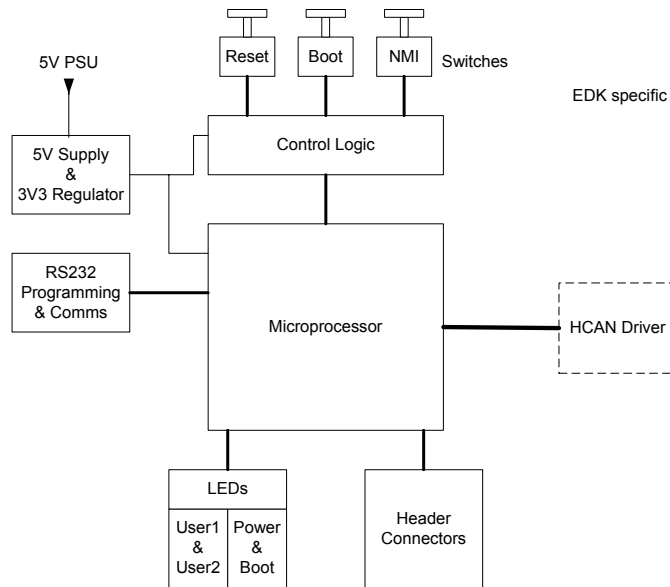 5V PSU
Reset
Boot
NMI
Switches
EDK specific
5V Supply
&
3V3 Regulator
Control Logic
RS232
Programming
& Comms
Microprocessor
HCAN Driver
LEDs
User1
&
User2
Power
&
Boot
Header
Connectors